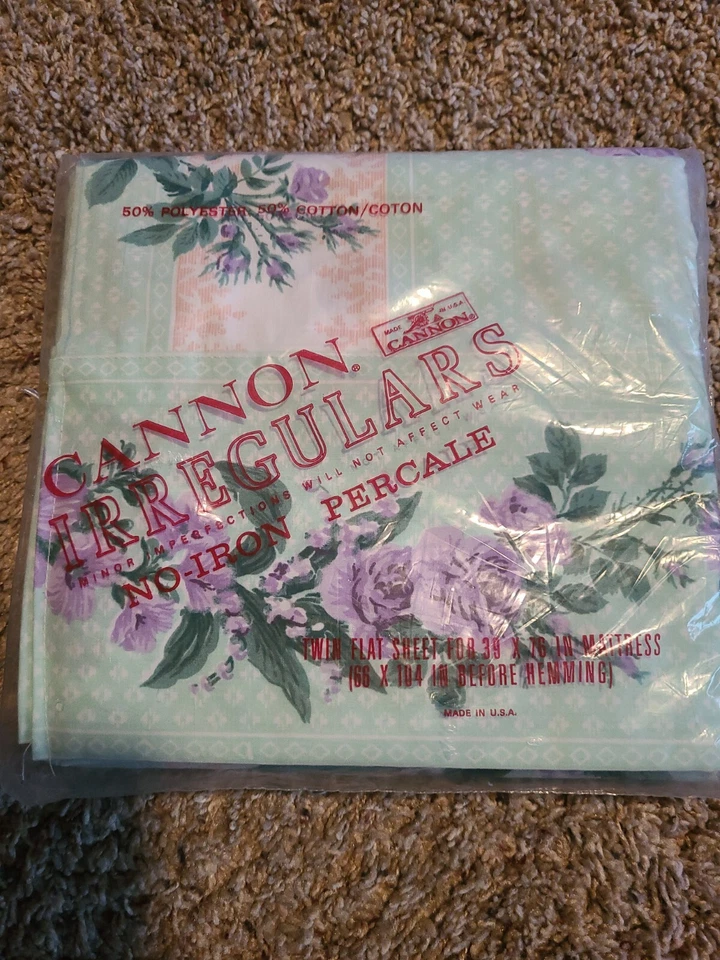 50% POLYESTER 50% COTTON/COTON
MADE IN U.S.A.
CANNON®
CANNON®
IRREGULARS
MINOR IMPERFECTIONS WILL NOT AFFECT WEAR
NO-IRON PERCALE
TWIN FLAT SHEET FOR 39 X 76 IN MATTRESS
(66 X 104 IN BEFORE HEMMING)
MADE IN U.S.A.